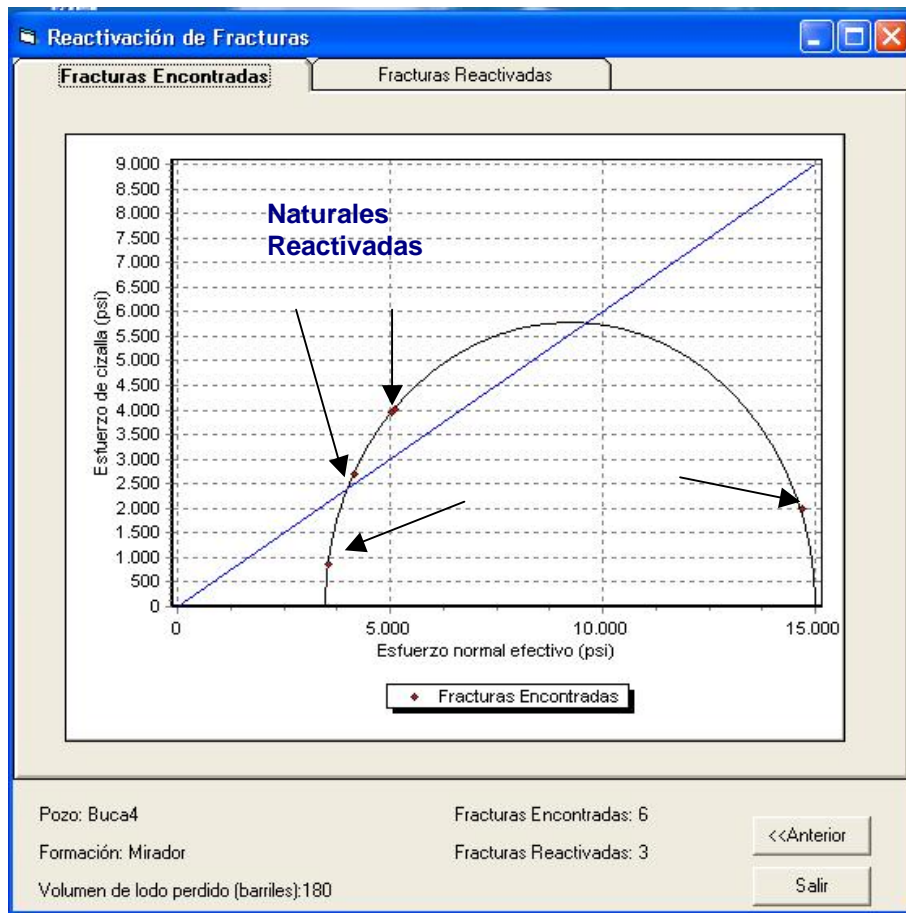 Reactivación de Fracturas
Fracturas Encontradas
Fracturas Reactivadas
9.000
8.500
8.000
7.500
7.000
6.500
6.000
5.500
5.000
4.500
4.000
3.500
3.000
2.500
2.000
1.000
500
0
Esfuerzo de cizalla (psi)
Naturales
Reactivadas
0
5.000
10.000
15.000
Esfuerzo normal efectivo (psi)
Fracturas Encontradas
Pozo: Buca4
Fracturas Encontradas: 6
<<Anterior
Formación: Mirador
Fracturas Reactivadas: 3
Volumen de lodo perdido (barriles):180
Salir